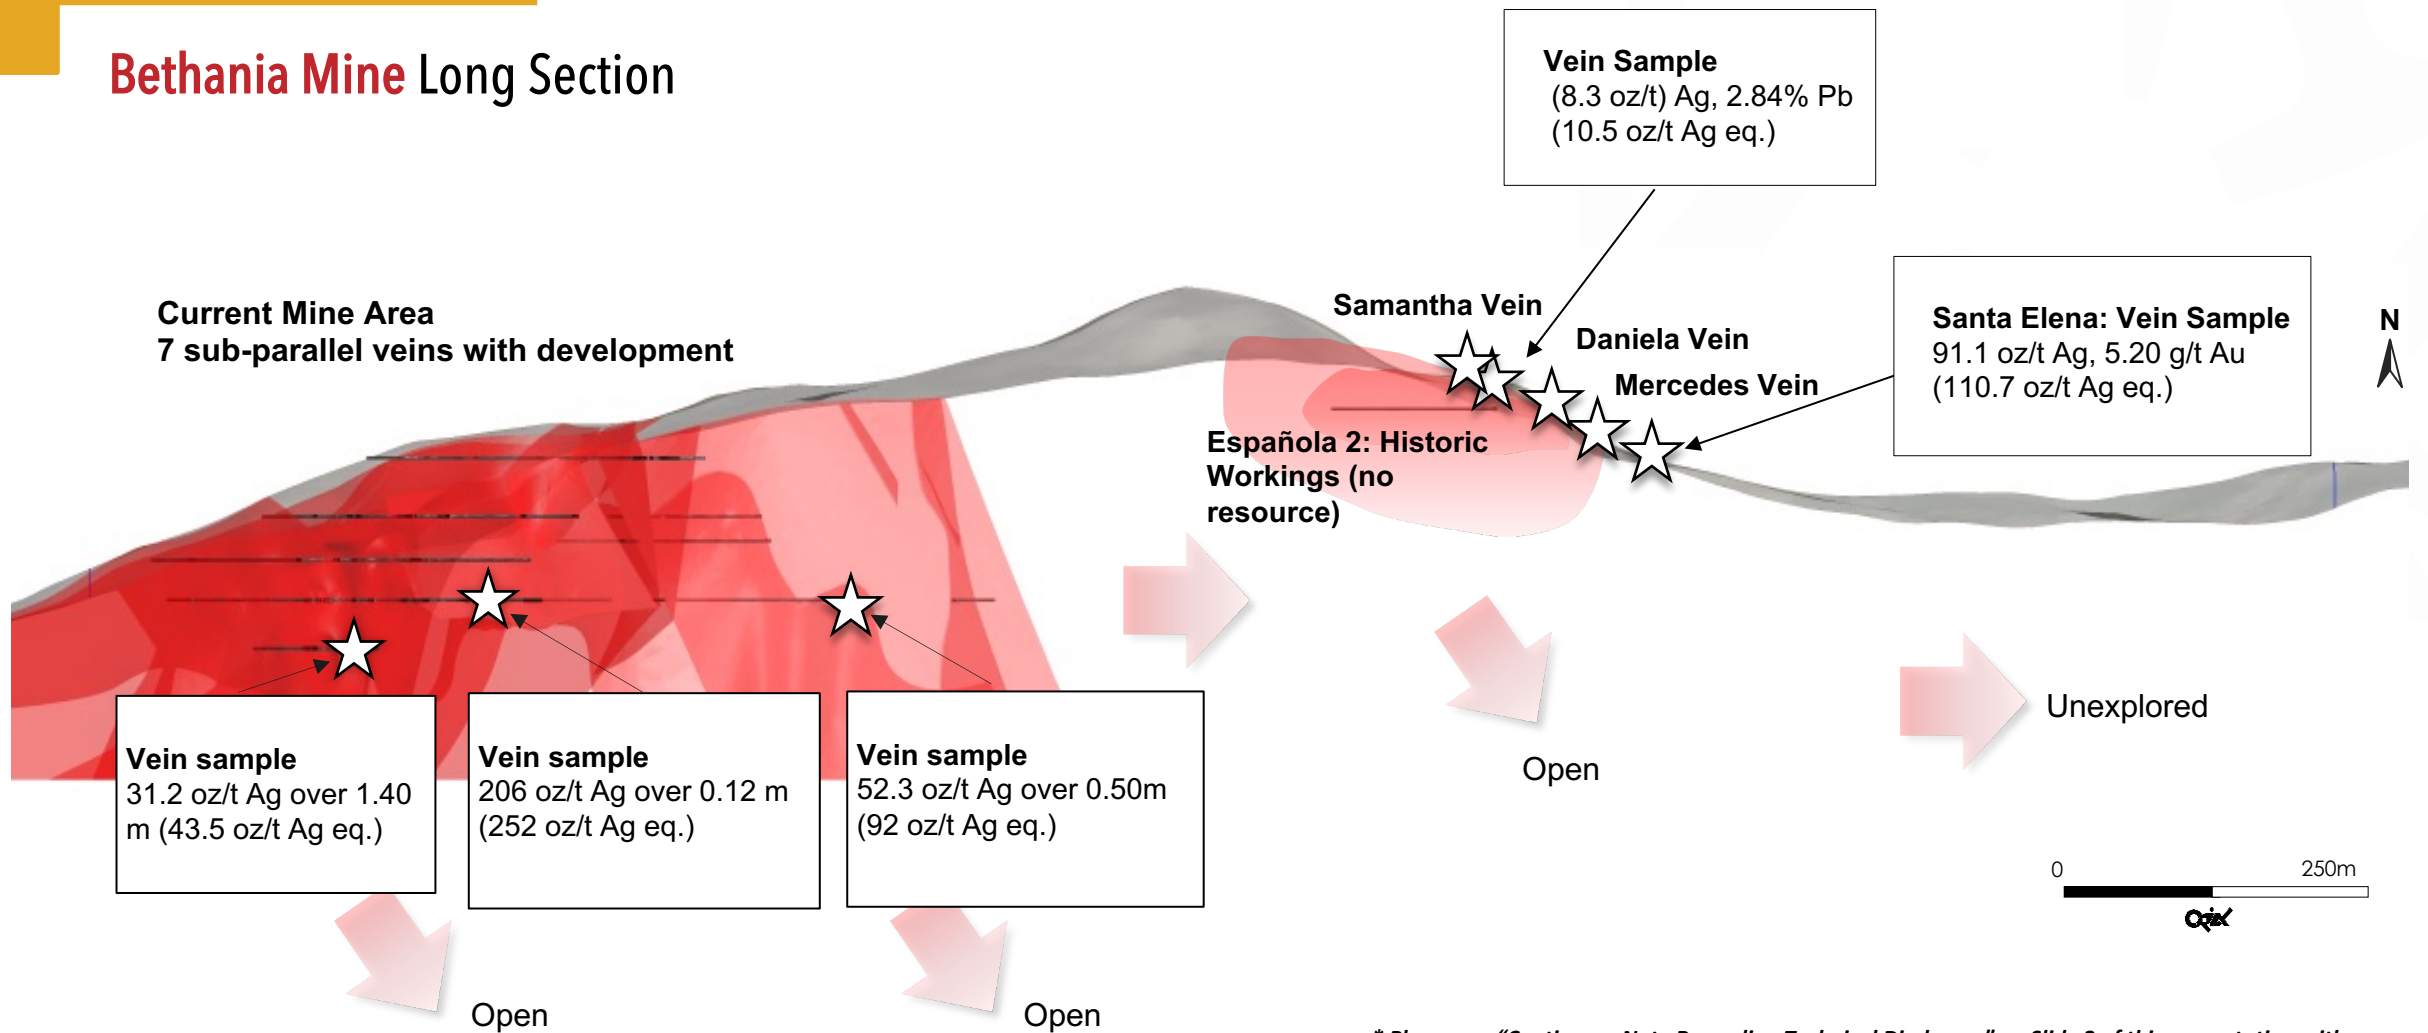 Bethania Mine Long Section
Vein Sample
(8.3 oz/t) Ag, 2.84% Pb
(10.5 oz/t Ag eq.)
Santa Elena: Vein Sample
91.1 oz/t Ag, 5.20 g/t Au
(110.7 oz/t Ag eq.)
N
Current Mine Area
7 sub-parallel veins with development
Samantha Vein
Daniela Vein
Mercedes Vein
Española 2: Historic
Workings (no
resource)
Unexplored
Open
Vein sample
31.2 oz/t Ag over 1.40
m (43.5 oz/t Ag eq.)
Vein sample
206 oz/t Ag over 0.12 m
(252 oz/t Ag eq.)
Vein sample
52.3 oz/t Ag over 0.50m
(92 oz/t Ag eq.)
0 250m
Open
Open